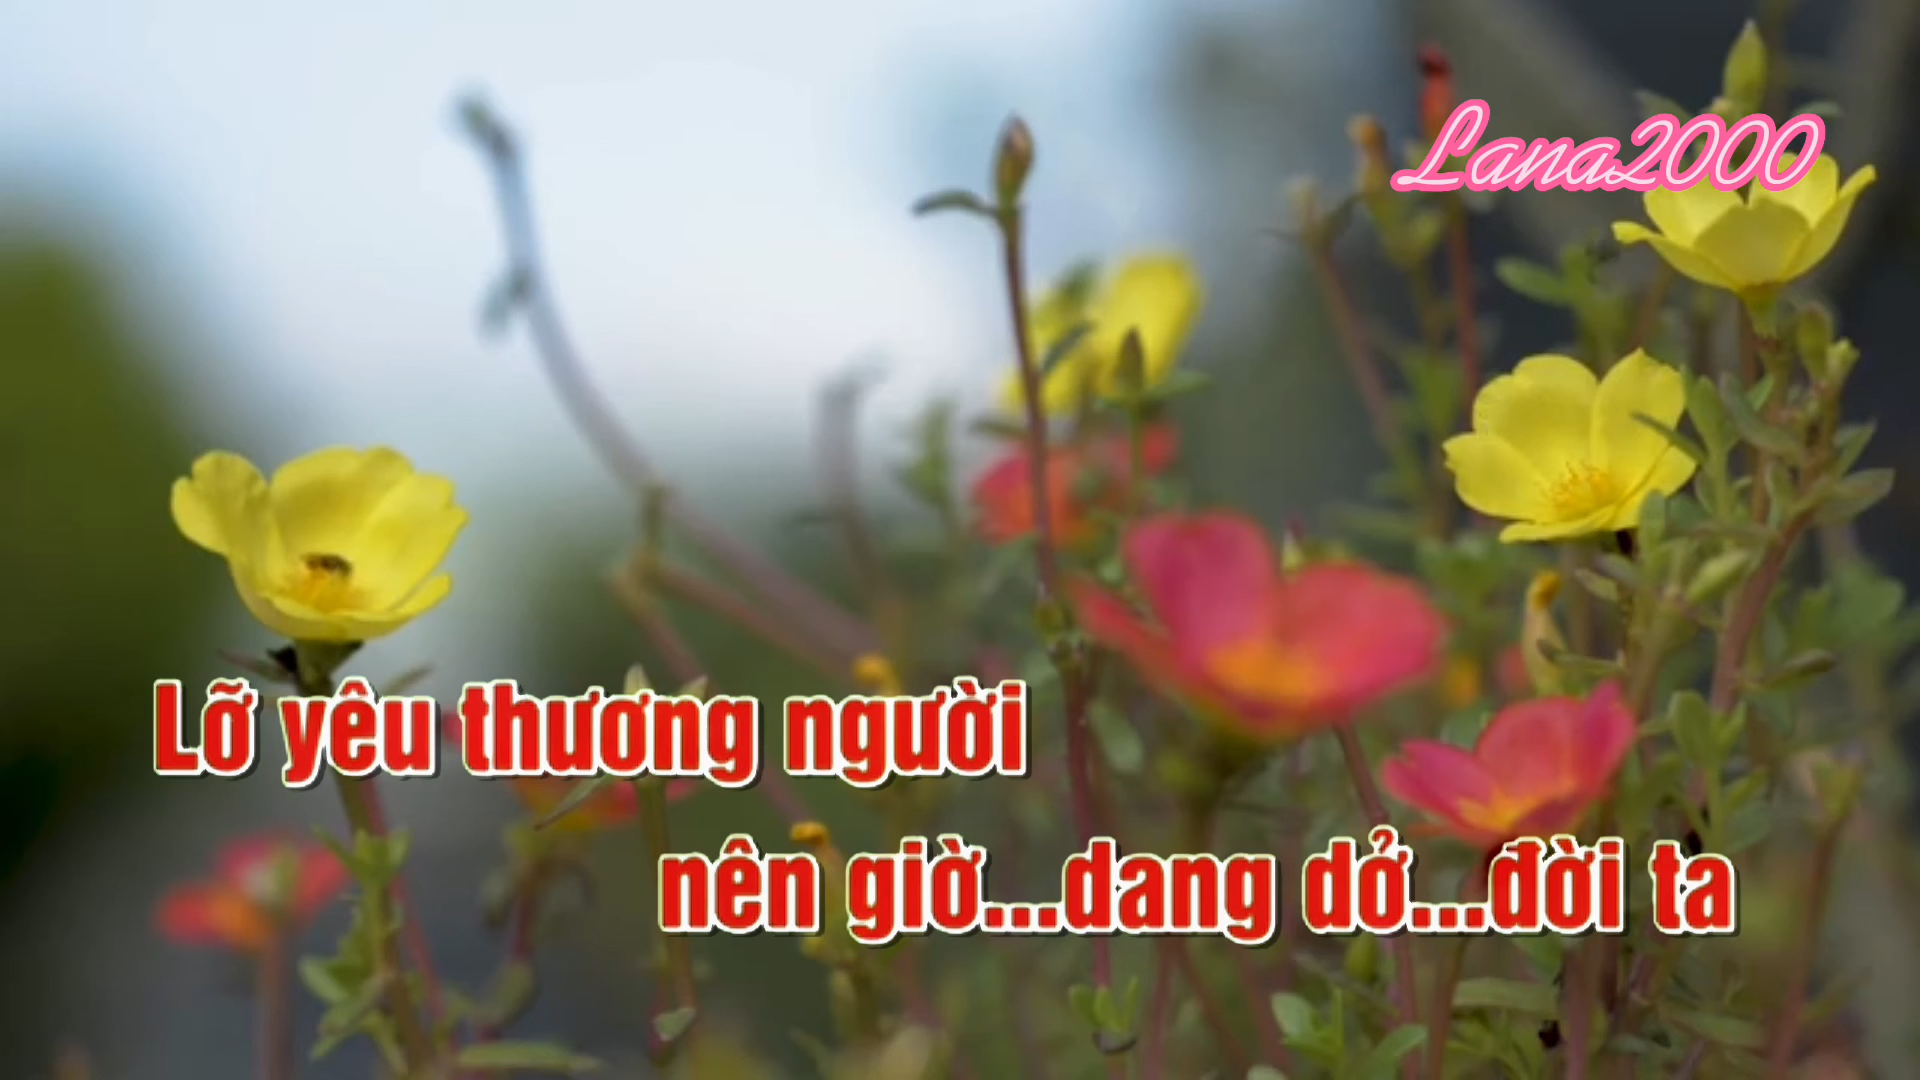 Lana2000
Lỡ yêu thương người
nên giờ...dang dở...đời ta